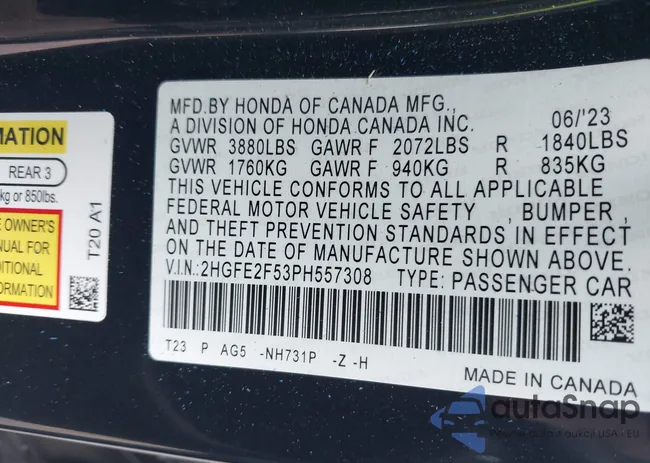 MATION
REAR 3
kg or 850lbs.
E OWNER'S
NUAL FOR
DITIONAL
FORMATION
T20 A1
MFD.BY HONDA OF CANADA MFG.,
A DIVISION OF HONDA CANADA INC. 06/'23
GVWR 3880LBS GAWR F 2072LBS R 1840LBS
GVWR 1760KG GAWR F 940KG R 835KG
THIS VEHICLE CONFORMS TO ALL APPLICABLE
FEDERAL MOTOR VEHICLE SAFETY , BUMPER ,
AND THEFT PREVENTION STANDARDS IN EFFECT
ON THE DATE OF MANUFACTURE SHOWN ABOVE.
V.I.N.:2HGFE2F53PH557308 TYPE: PASSENGER CAR
T23 P AG5 -NH731P -Z -H
MADE IN CANADA
autaSnap